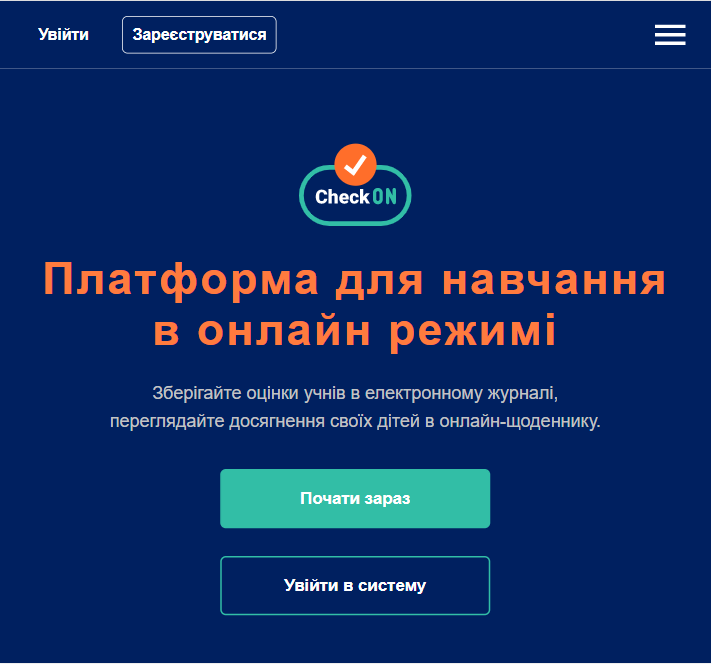 Увійти
Зареєструватися
CheckON
Платформа для навчання
в онлайн режимі
Зберігайте оцінки учнів в електронному журналі,
переглядайте досягнення своїх дітей в онлайн-щоденнику.
Почати зараз
Увійти в систему